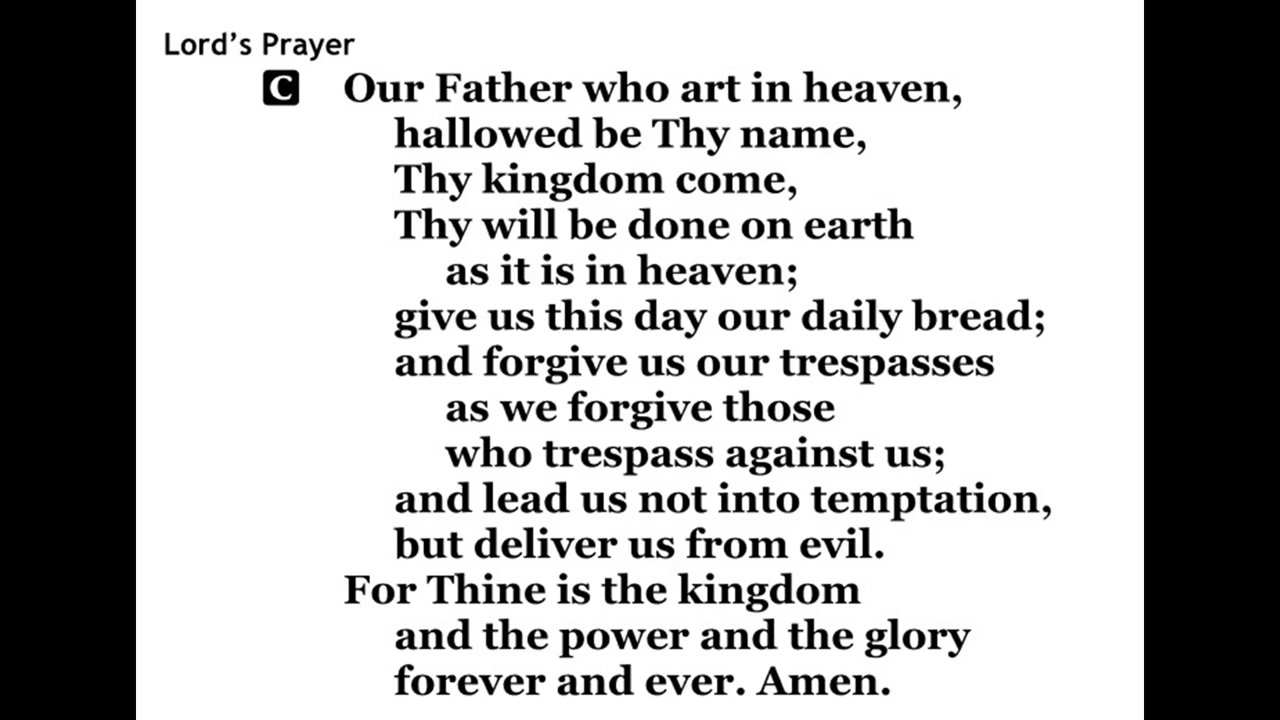 Lord’s Prayer
C Our Father who art in heaven,
hallowed be Thy name,
Thy kingdom come,
Thy will be done on earth
as it is in heaven;
give us this day our daily bread;
and forgive us our trespasses
as we forgive those
who trespass against us;
and lead us not into temptation,
but deliver us from evil.
For Thine is the kingdom
and the power and the glory
forever and ever. Amen.